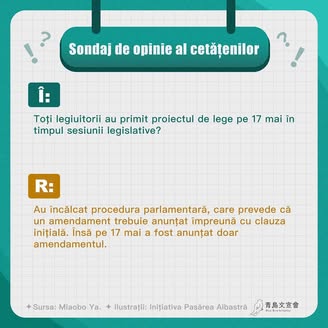 Sondaj de opinie al cetățenilor
Î:
Toți legiuitorii au primit proiectul de lege pe 17 mai în
timpul sesiunii legislative?
R:
Au încălcat procedura parlamentară, care prevede că
un amendament trebuie anunțat împreună cu clauza
inițială. Însă pe 17 mai a fost anunțat doar
amendamentul.
✦ Sursa: Miaobo Ya. ✦ Ilustrații: Inițiativa Pasărea Albastră
青鳥文宣會